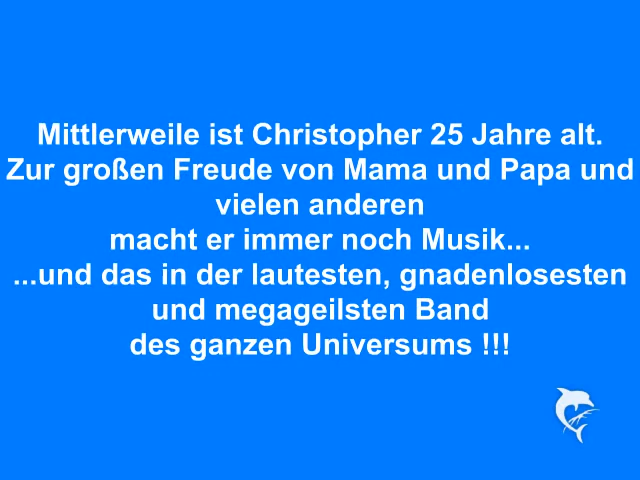 Mittlerweile ist Christopher 25 Jahre alt.
Zur großen Freude von Mama und Papa und
vielen anderen
macht er immer noch Musik...
...und das in der lautesten, gnadenlosesten
und megageilsten Band
des ganzen Universums !!!